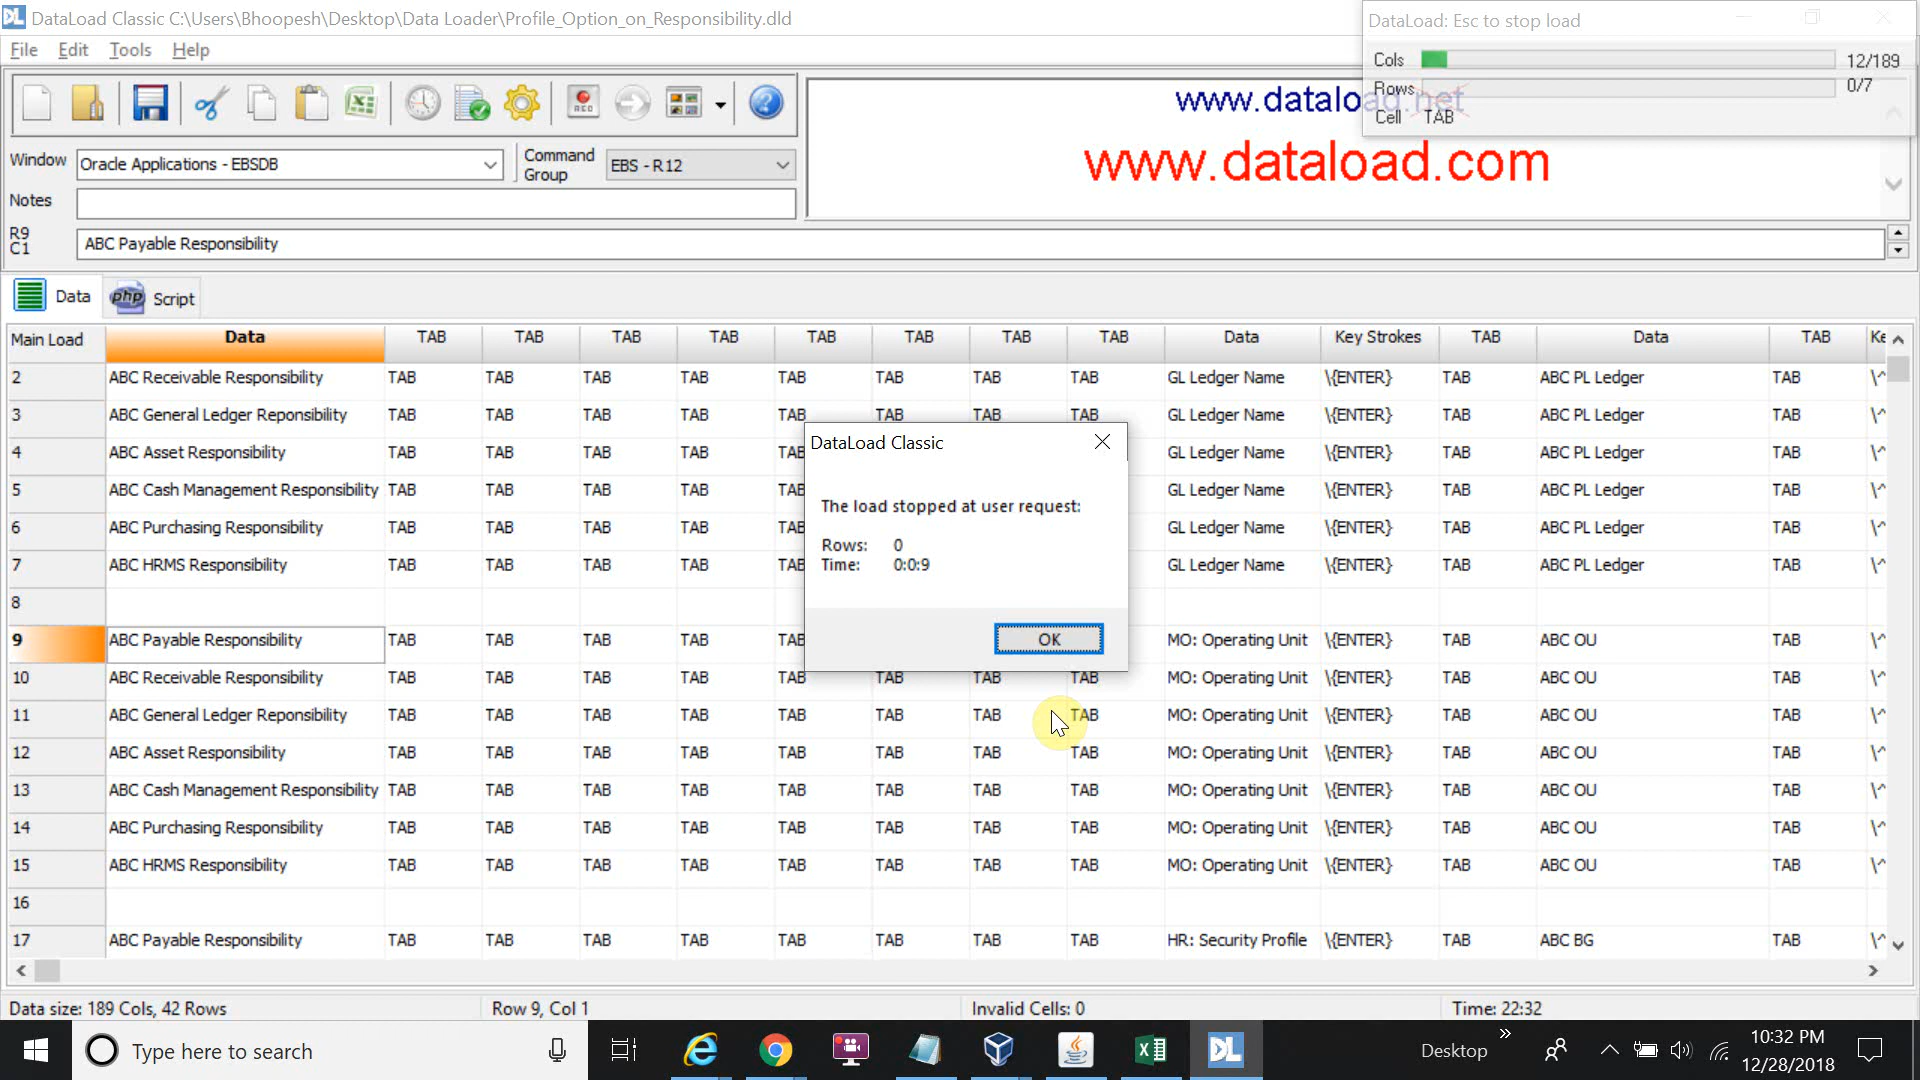 DataLoad Classic C:\Users\Bhoopesh\Desktop\Data Loader\Profile_Option_on_Responsibility.dld
DataLoad: Esc to stop load
File Edit Tools Help
Cols 12/189
Rows 0/7
Cell TAB
www.dataload.net
www.dataload.com
REC
Window Oracle Applications - EBSDB
Command Group EBS - R12
Notes
R9
C1
ABC Payable Responsibility
Data
php Script
Main Load Data TAB TAB TAB TAB TAB TAB TAB TAB Data Key Strokes TAB Data TAB Ke
2 ABC Receivable Responsibility TAB TAB TAB TAB TAB TAB TAB TAB GL Ledger Name \{ENTER} TAB ABC PL Ledger TAB \^
3 ABC General Ledger Reponsibility TAB TAB TAB TAB TAB TAB TAB TAB GL Ledger Name \{ENTER} TAB ABC PL Ledger TAB \^
4 ABC Asset Responsibility TAB TAB TAB TAB TAB GL Ledger Name \{ENTER} TAB ABC PL Ledger TAB \^
5 ABC Cash Management Responsibility TAB TAB TAB TAB TAB GL Ledger Name \{ENTER} TAB ABC PL Ledger TAB \^
6 ABC Purchasing Responsibility TAB TAB TAB TAB TAB GL Ledger Name \{ENTER} TAB ABC PL Ledger TAB \^
7 ABC HRMS Responsibility TAB TAB TAB TAB TAB GL Ledger Name \{ENTER} TAB ABC PL Ledger TAB \^
8
9 ABC Payable Responsibility TAB TAB TAB TAB TAB MO: Operating Unit \{ENTER} TAB ABC OU TAB \^
10 ABC Receivable Responsibility TAB TAB TAB TAB TAB TAB TAB TAB MO: Operating Unit \{ENTER} TAB ABC OU TAB \^
11 ABC General Ledger Reponsibility TAB TAB TAB TAB TAB TAB TAB TAB MO: Operating Unit \{ENTER} TAB ABC OU TAB \^
12 ABC Asset Responsibility TAB TAB TAB TAB TAB TAB TAB TAB MO: Operating Unit \{ENTER} TAB ABC OU TAB \^
13 ABC Cash Management Responsibility TAB TAB TAB TAB TAB TAB TAB TAB MO: Operating Unit \{ENTER} TAB ABC OU TAB \^
14 ABC Purchasing Responsibility TAB TAB TAB TAB TAB TAB TAB TAB MO: Operating Unit \{ENTER} TAB ABC OU TAB \^
15 ABC HRMS Responsibility TAB TAB TAB TAB TAB TAB TAB TAB MO: Operating Unit \{ENTER} TAB ABC OU TAB \^
16
17 ABC Payable Responsibility TAB TAB TAB TAB TAB TAB TAB TAB HR: Security Profile \{ENTER} TAB ABC BG TAB \^
DataLoad Classic
The load stopped at user request:
Rows: 0
Time: 0:0:9
OK
Data size: 189 Cols, 42 Rows Row 9, Col 1 Invalid Cells: 0 Time: 22:32
Type here to search
DL
Desktop
10:32 PM
12/28/2018